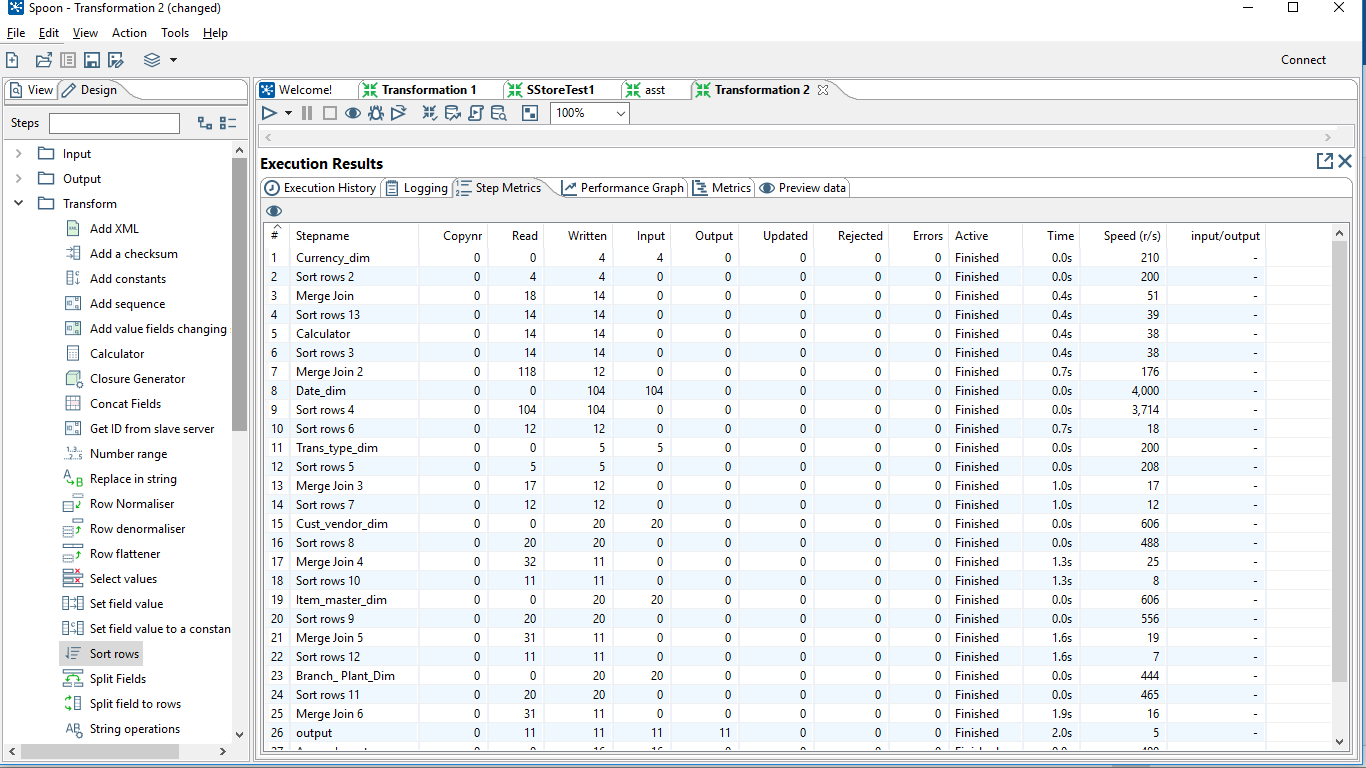 Spoon - Transformation 2 (changed)
File Edit View Action Tools Help
Connect
View Design
Steps
Input
Output
Transform
Add XML
Add a checksum
Add constants
Add sequence
Add value fields changing
Calculator
Closure Generator
Concat Fields
Get ID from slave server
Number range
Replace in string
Row Normaliser
Row denormaliser
Row flattener
Select values
Set field value
Set field value to a constan
Sort rows
Split Fields
Split field to rows
String operations
Welcome! Transformation 1 SStoreTest1 asst Transformation 2
100%
Execution Results
Execution History Logging Step Metrics Performance Graph Metrics Preview data
# Stepname Copynr Read Written Input Output Updated Rejected Errors Active Time Speed (r/s) input/output
1 Currency_dim 0 0 4 4 0 0 0 0 Finished 0.0s 210 -
2 Sort rows 2 0 4 4 0 0 0 0 0 Finished 0.0s 200 -
3 Merge Join 0 18 14 0 0 0 0 0 Finished 0.4s 51 -
4 Sort rows 13 0 14 14 0 0 0 0 0 Finished 0.4s 39 -
5 Calculator 0 14 14 0 0 0 0 0 Finished 0.4s 38 -
6 Sort rows 3 0 14 14 0 0 0 0 0 Finished 0.4s 38 -
7 Merge Join 2 0 118 12 0 0 0 0 0 Finished 0.7s 176 -
8 Date_dim 0 0 104 104 0 0 0 0 Finished 0.0s 4,000 -
9 Sort rows 4 0 104 104 0 0 0 0 0 Finished 0.0s 3,714 -
10 Sort rows 6 0 12 12 0 0 0 0 0 Finished 0.7s 18 -
11 Trans_type_dim 0 0 5 5 0 0 0 0 Finished 0.0s 200 -
12 Sort rows 5 0 5 5 0 0 0 0 0 Finished 0.0s 208 -
13 Merge Join 3 0 17 12 0 0 0 0 0 Finished 1.0s 17 -
14 Sort rows 7 0 12 12 0 0 0 0 0 Finished 1.0s 12 -
15 Cust_vendor_dim 0 0 20 20 0 0 0 0 Finished 0.0s 606 -
16 Sort rows 8 0 20 20 0 0 0 0 0 Finished 0.0s 488 -
17 Merge Join 4 0 32 11 0 0 0 0 0 Finished 1.3s 25 -
18 Sort rows 10 0 11 11 0 0 0 0 0 Finished 1.3s 8 -
19 Item_master_dim 0 0 20 20 0 0 0 0 Finished 0.0s 606 -
20 Sort rows 9 0 20 20 0 0 0 0 0 Finished 0.0s 556 -
21 Merge Join 5 0 31 11 0 0 0 0 0 Finished 1.6s 19 -
22 Sort rows 12 0 11 11 0 0 0 0 0 Finished 1.6s 7 -
23 Branch_ Plant_Dim 0 0 20 20 0 0 0 0 Finished 0.0s 444 -
24 Sort rows 11 0 20 20 0 0 0 0 0 Finished 0.0s 465 -
25 Merge Join 6 0 31 11 0 0 0 0 0 Finished 1.9s 16 -
26 output 0 11 11 11 11 0 0 0 Finished 2.0s 5 -